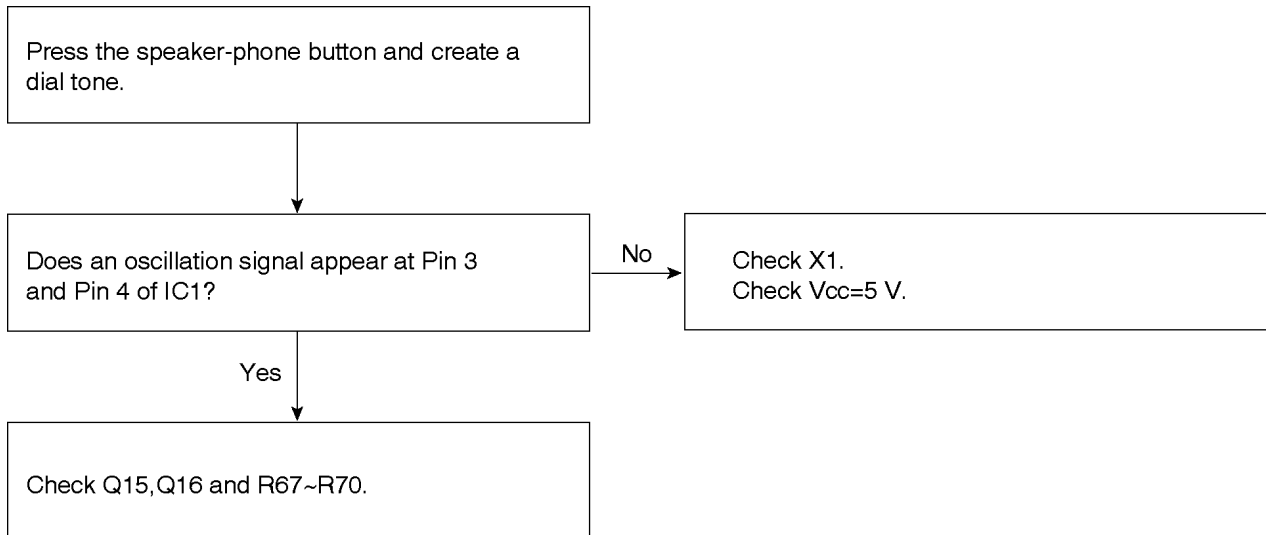 Press the speaker-phone button and create a
dial tone.
Does an oscillation signal appear at Pin 3
and Pin 4 of IC1?
No
Check X1.
Check Vcc=5 V.
Yes
Check Q15,Q16 and R67~R70.